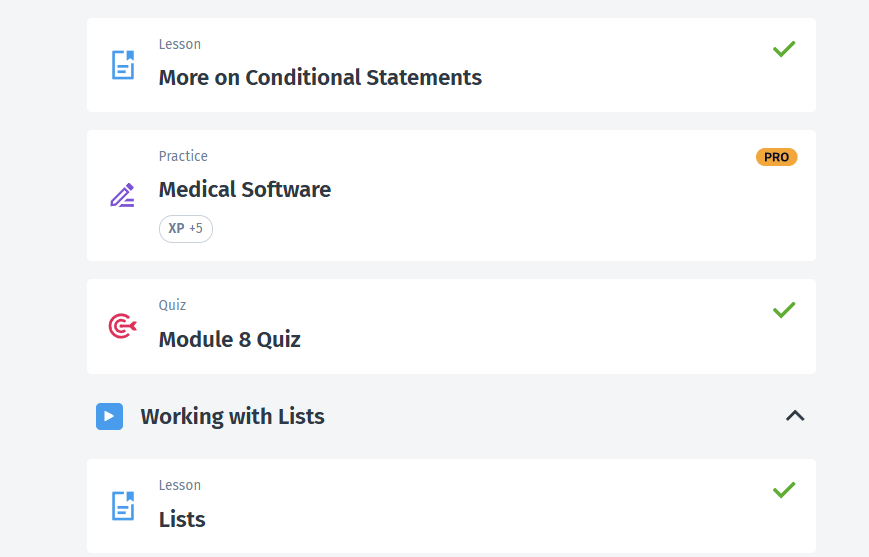 Lesson
More on Conditional Statements
Practice
PRO
Medical Software
XP +5
Quiz
Module 8 Quiz
Working with Lists
Lesson
Lists